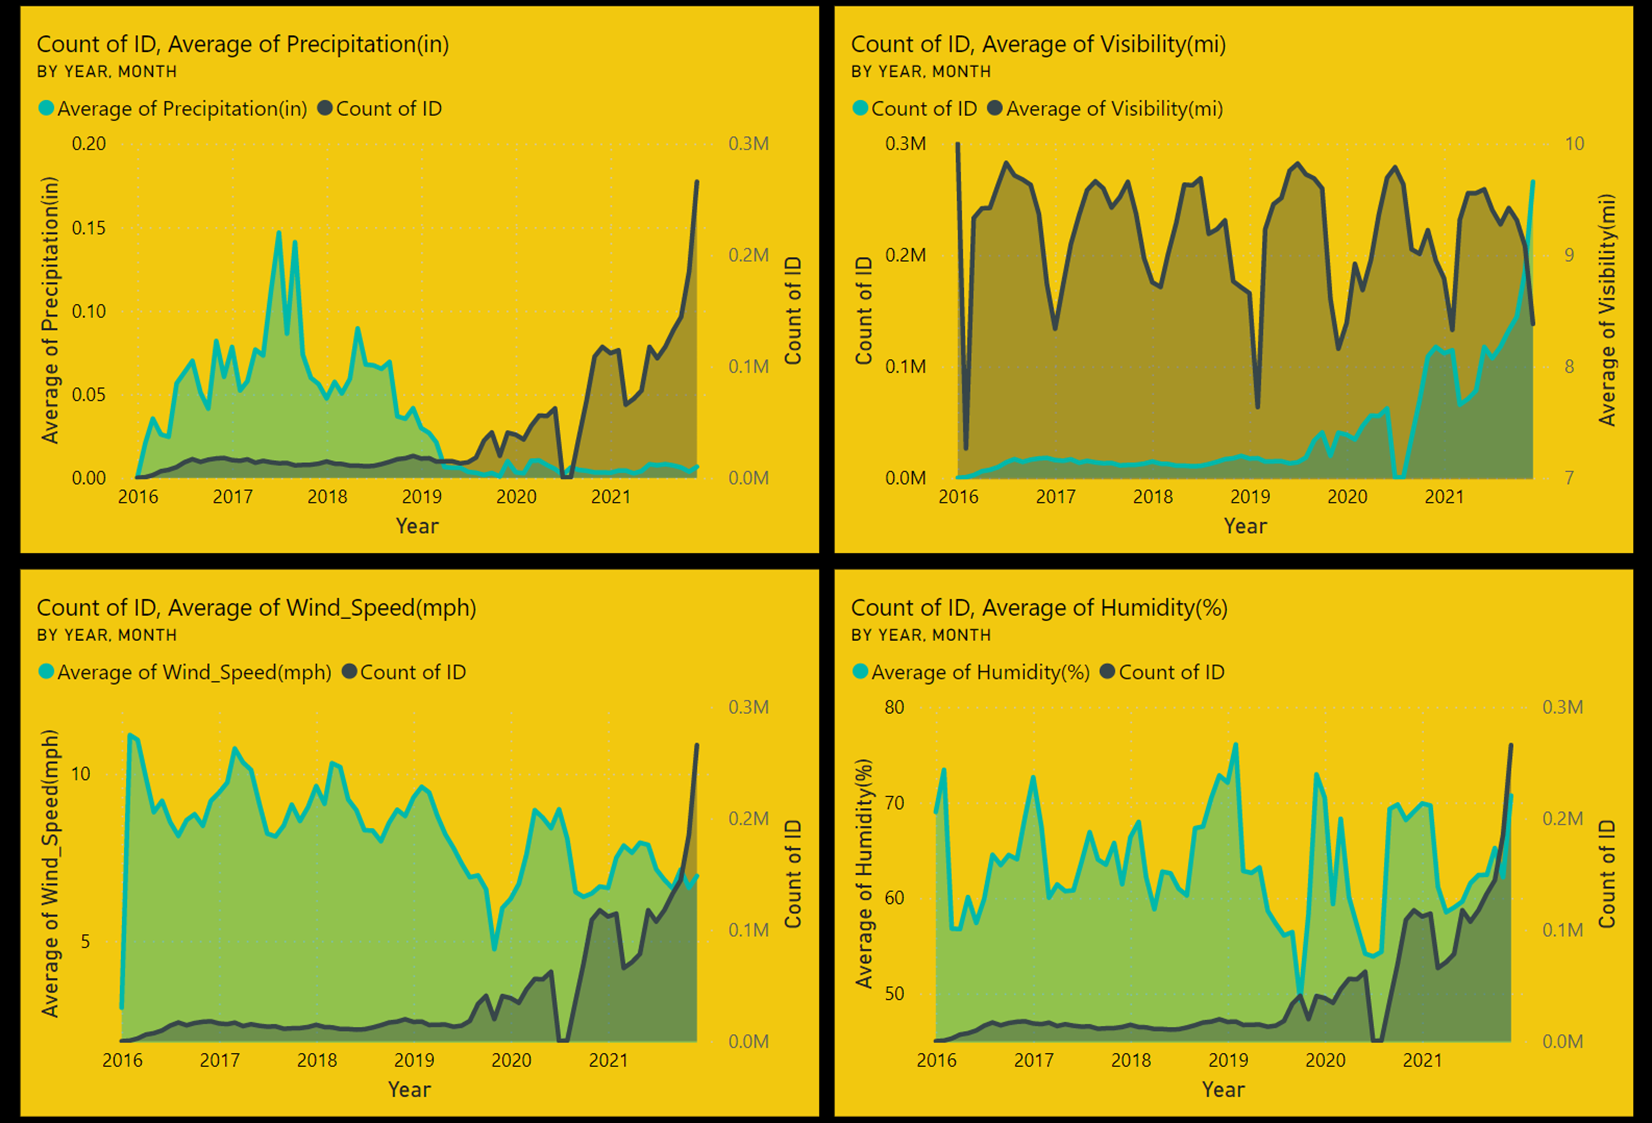 Count of ID, Average of Precipitation(in)
BY YEAR, MONTH
Average of Precipitation(in) Count of ID
0.20
0.15
0.10
0.05
0.00
Average of Precipitation(in)
0.3M
0.2M
0.1M
0.0M
Count of ID
2016 2017 2018 2019 2020 2021
Year
Count of ID, Average of Visibility(mi)
BY YEAR, MONTH
Count of ID Average of Visibility(mi)
0.3M
0.2M
0.1M
0.0M
Count of ID
10
9
8
7
Average of Visibility(mi)
2016 2017 2018 2019 2020 2021
Year
Count of ID, Average of Wind_Speed(mph)
BY YEAR, MONTH
Average of Wind_Speed(mph) Count of ID
10
5
Average of Wind_Speed(mph)
0.3M
0.2M
0.1M
0.0M
Count of ID
2016 2017 2018 2019 2020 2021
Year
Count of ID, Average of Humidity(%)
BY YEAR, MONTH
Average of Humidity(%) Count of ID
80
70
60
50
Average of Humidity(%)
0.3M
0.2M
0.1M
0.0M
Count of ID
2016 2017 2018 2019 2020 2021
Year